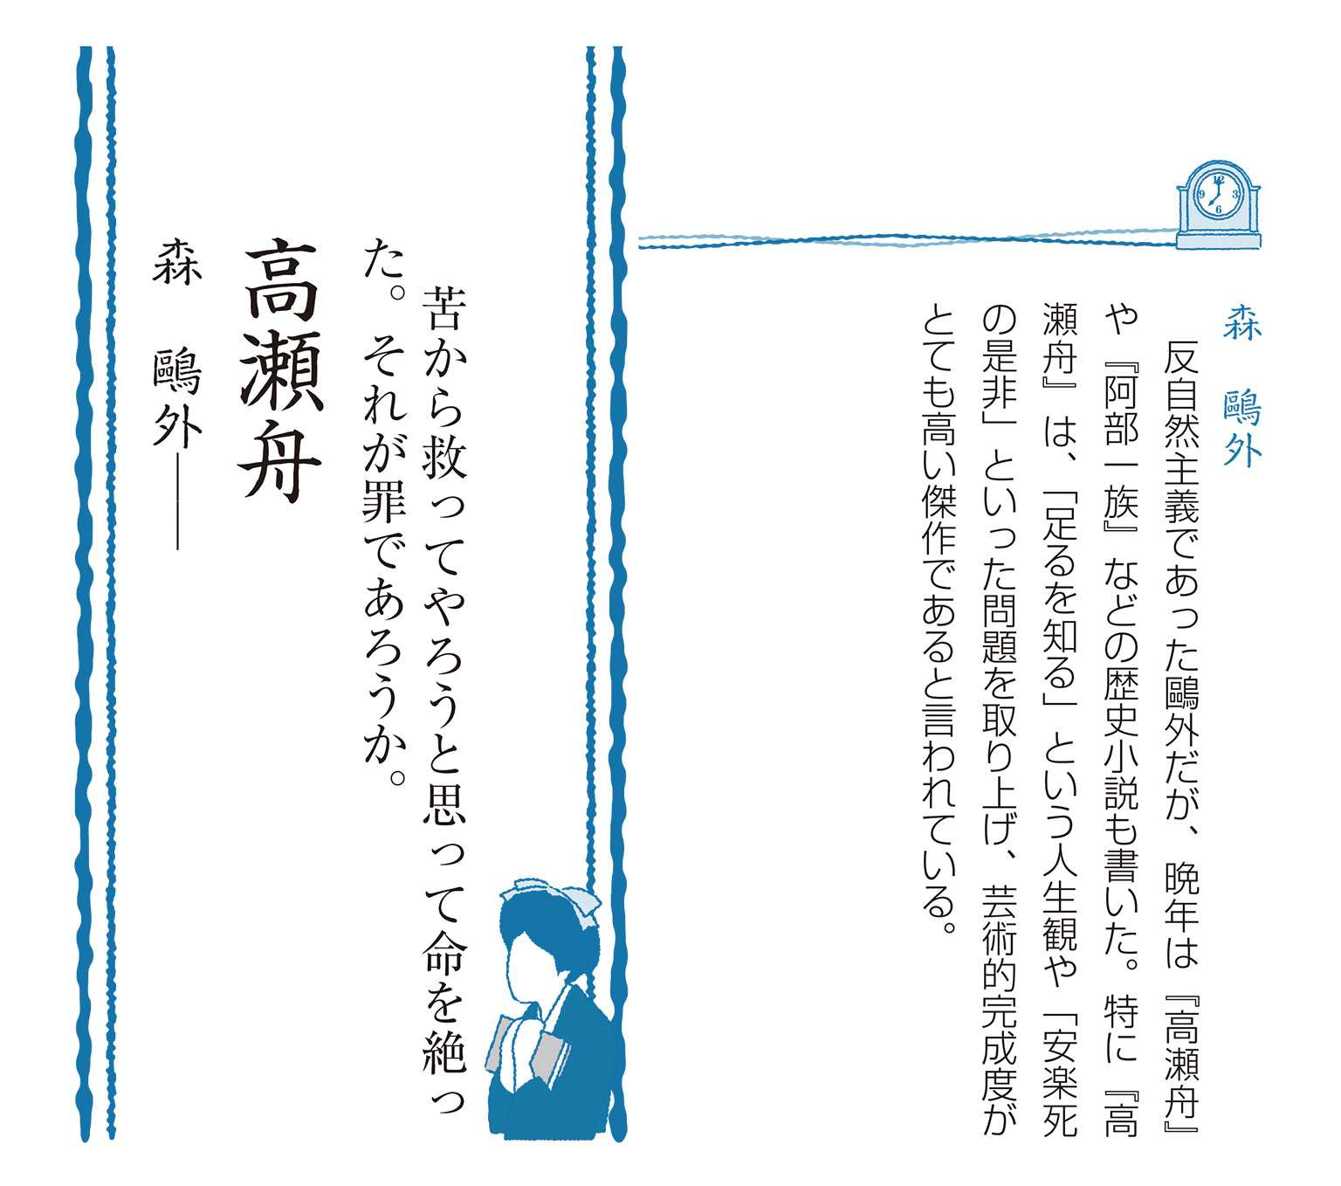 森　鷗外
反自然主義であった鷗外だが、晩年は『高瀬舟』
や『阿部一族』などの歴史小説も書いた。特に『高
瀬舟』は、「足るを知る」という人生観や「安楽死
の是非」といった問題を取り上げ、芸術的完成度が
とても高い傑作であると言われている。
12
9 3
6
苦から救ってやろうと思って命を絶っ
た。それが罪であろうか。
高瀬舟
森　鷗外――